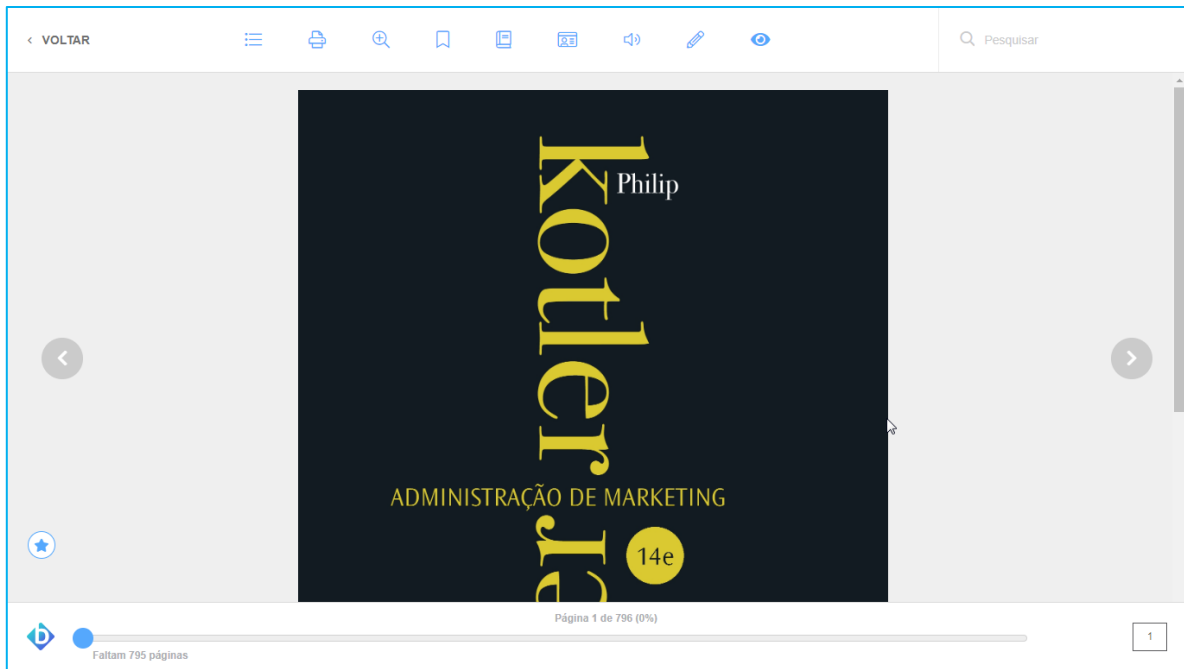 VOLTAR
Pesquisar
kotler
Philip
ADMINISTRAÇÃO DE MARKETING
14e
Página 1 de 796 (0%)
Faltam 795 páginas
1